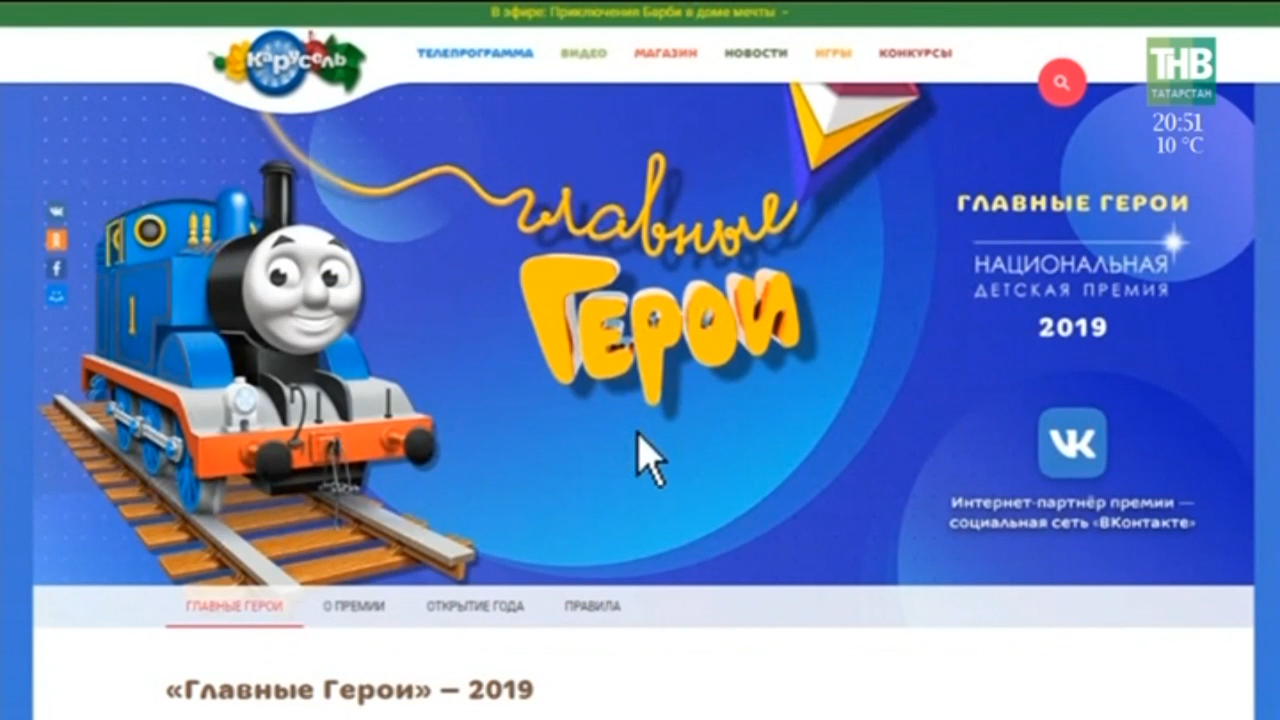 В эфире: Приключения Барби в доме мечты –
Карусель
ТЕЛЕПРОГРАММА ВИДЕО МАГАЗИН НОВОСТИ ИГРЫ КОНКУРСЫ
ТНВ
ТАТАРСТАН
20:51
10 °C
главные
Герои
1
ГЛАВНЫЕ ГЕРОИ
НАЦИОНАЛЬНАЯ
ДЕТСКАЯ ПРЕМИЯ
2019
Интернет-партнёр премии —
социальная сеть «ВКонтакте»
ГЛАВНЫЕ ГЕРОИ О ПРЕМИИ ОТКРЫТИЕ ГОДА ПРАВИЛА
«Главные Герои» – 2019